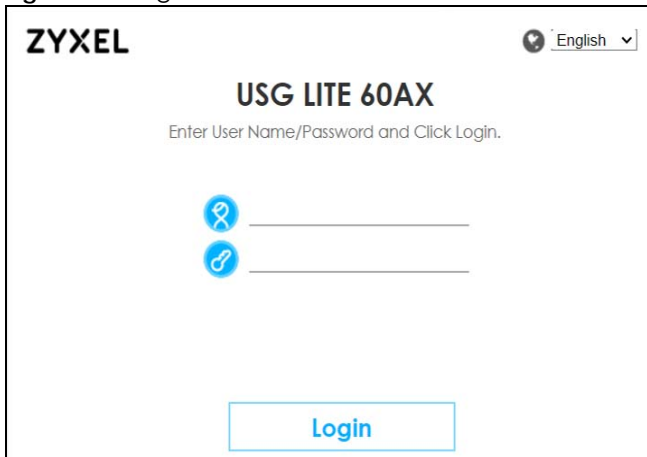 ZYXEL
English
USG LITE 60AX
Enter User Name/Password and Click Login.
Login